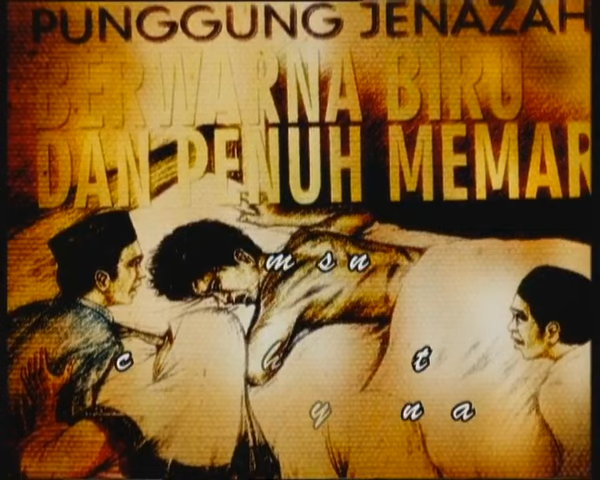 PUNGGUNG JENAZAH
BERWARNA BIRU
DAN PENUH MEMAR
m s n
c h t
y n a